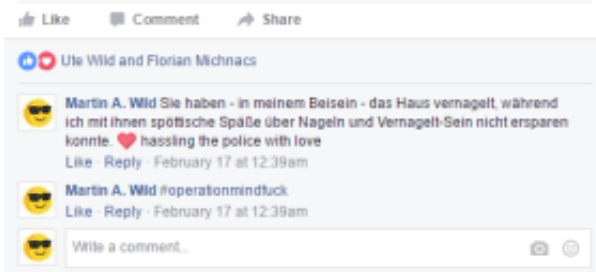 Like Comment Share
Ute Wild and Florian Michnacs
Martin A. Wild Sie haben - in meinem Beisein - das Haus vernagelt, während
ich mit ihnen spöttische Späße über Nageln und Vernagelt-Sein nicht ersparen
konnte. ❤ hassling the police with love
Like · Reply · February 17 at 12:39am
Martin A. Wild #operationmindfuck
Like · Reply · February 17 at 12:39am
Write a comment...